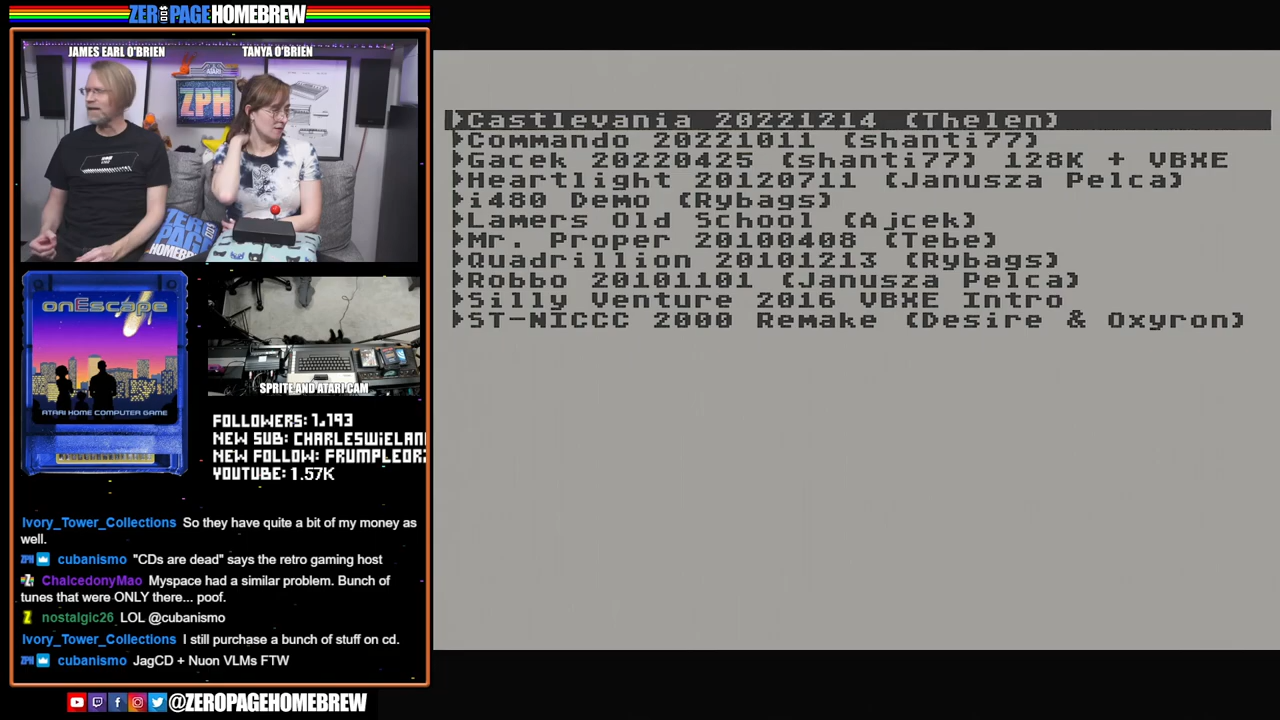 ZEROPAGEHOMEBREW
JAMES EARL O'BRIEN
TANYA O'BRIEN
ATARI
ZPH
ZERO
PAGE
HOMEBREW
onEscape
ATARI HOME COMPUTER GAME
SPRITE AND ATARI CAM
FOLLOWERS: 1,193
NEW SUB: CHARLESWIELAN
NEW FOLLOW: FRUMPLEORZ
YOUTUBE: 1.57K
Ivory_Tower_Collections So they have quite a bit of my money as
well.
ZPH cubanismo "CDs are dead" says the retro gaming host
Z ChalcedonyMao Myspace had a similar problem. Bunch of
tunes that were ONLY there... poof.
Z nostalgic26 LOL @cubanismo
Ivory_Tower_Collections I still purchase a bunch of stuff on cd.
ZPH cubanismo JagCD + Nuon VLMs FTW
@ZEROPAGEHOMEBREW
Castlevania 20221214 (Thelen)
Commando 20221011 (shanti77)
Gacek 20220425 (shanti77) 128K + VBXE
Heartlight 20120711 (Janusza Pelca)
i480 Demo (Rybags)
Lamers Old School (Ajcek)
Mr. Proper 20100408 (Tebe)
Quadrillion 20101213 (Rybags)
Robbo 20101101 (Janusza Pelca)
Silly Venture 2016 VBXE Intro
ST-NICCC 2000 Remake (Desire & Oxyron)